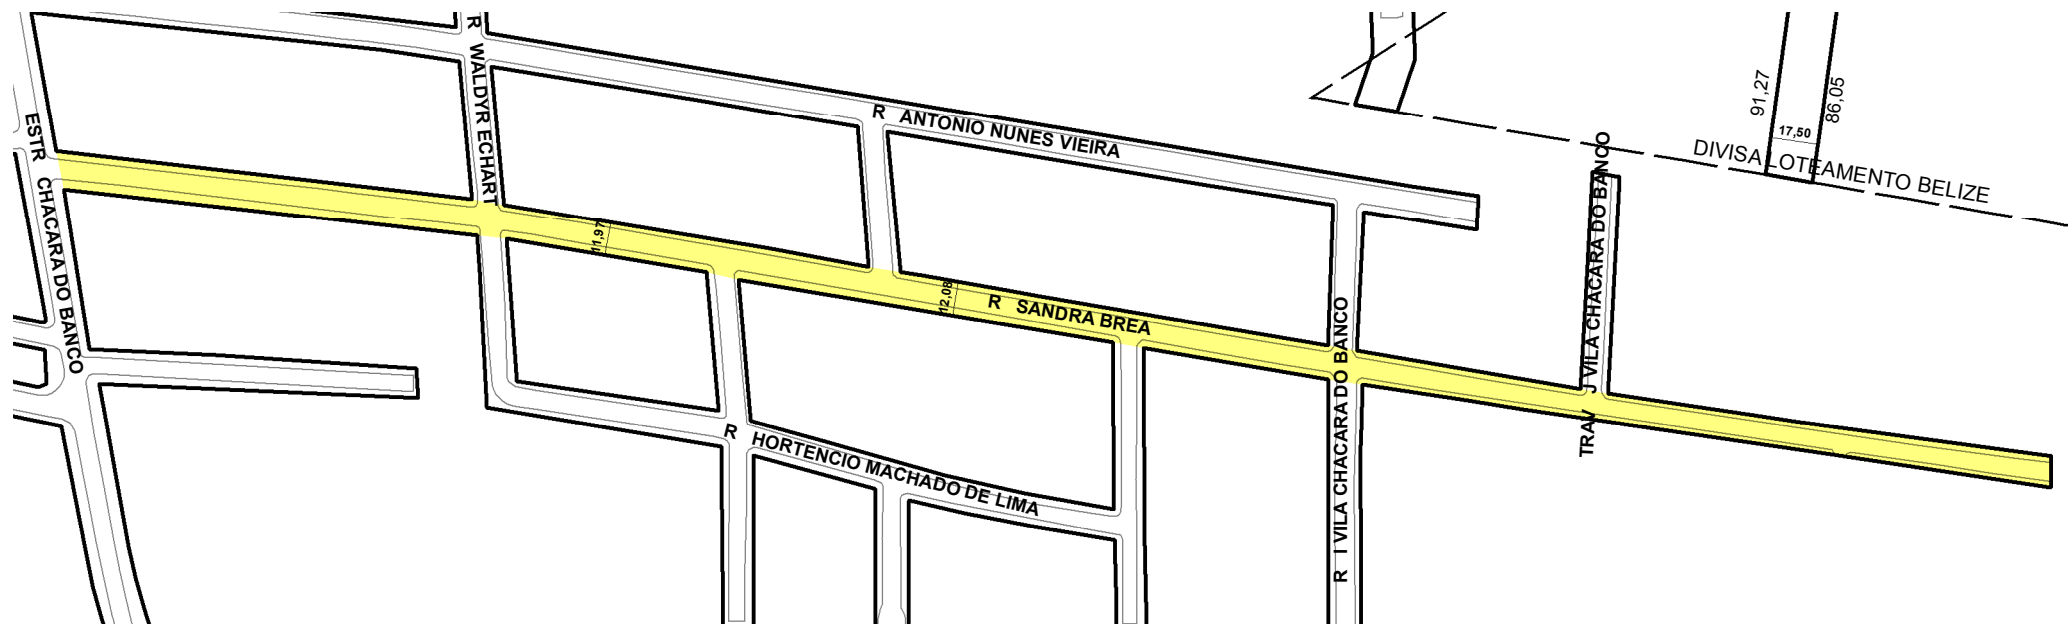 R WALDYR ECHART
R ANTONIO NUNES VIEIRA
91,27
86,05
17,50
DIVISA LOTEAMENTO BELIZE
ESTR CHACARA DO BANCO
11,97
12,08
R SANDRA BREA
TRAV J VILA CHACARA DO BANCO
R I VILA CHACARA DO BANCO
R HORTENCIO MACHADO DE LIMA